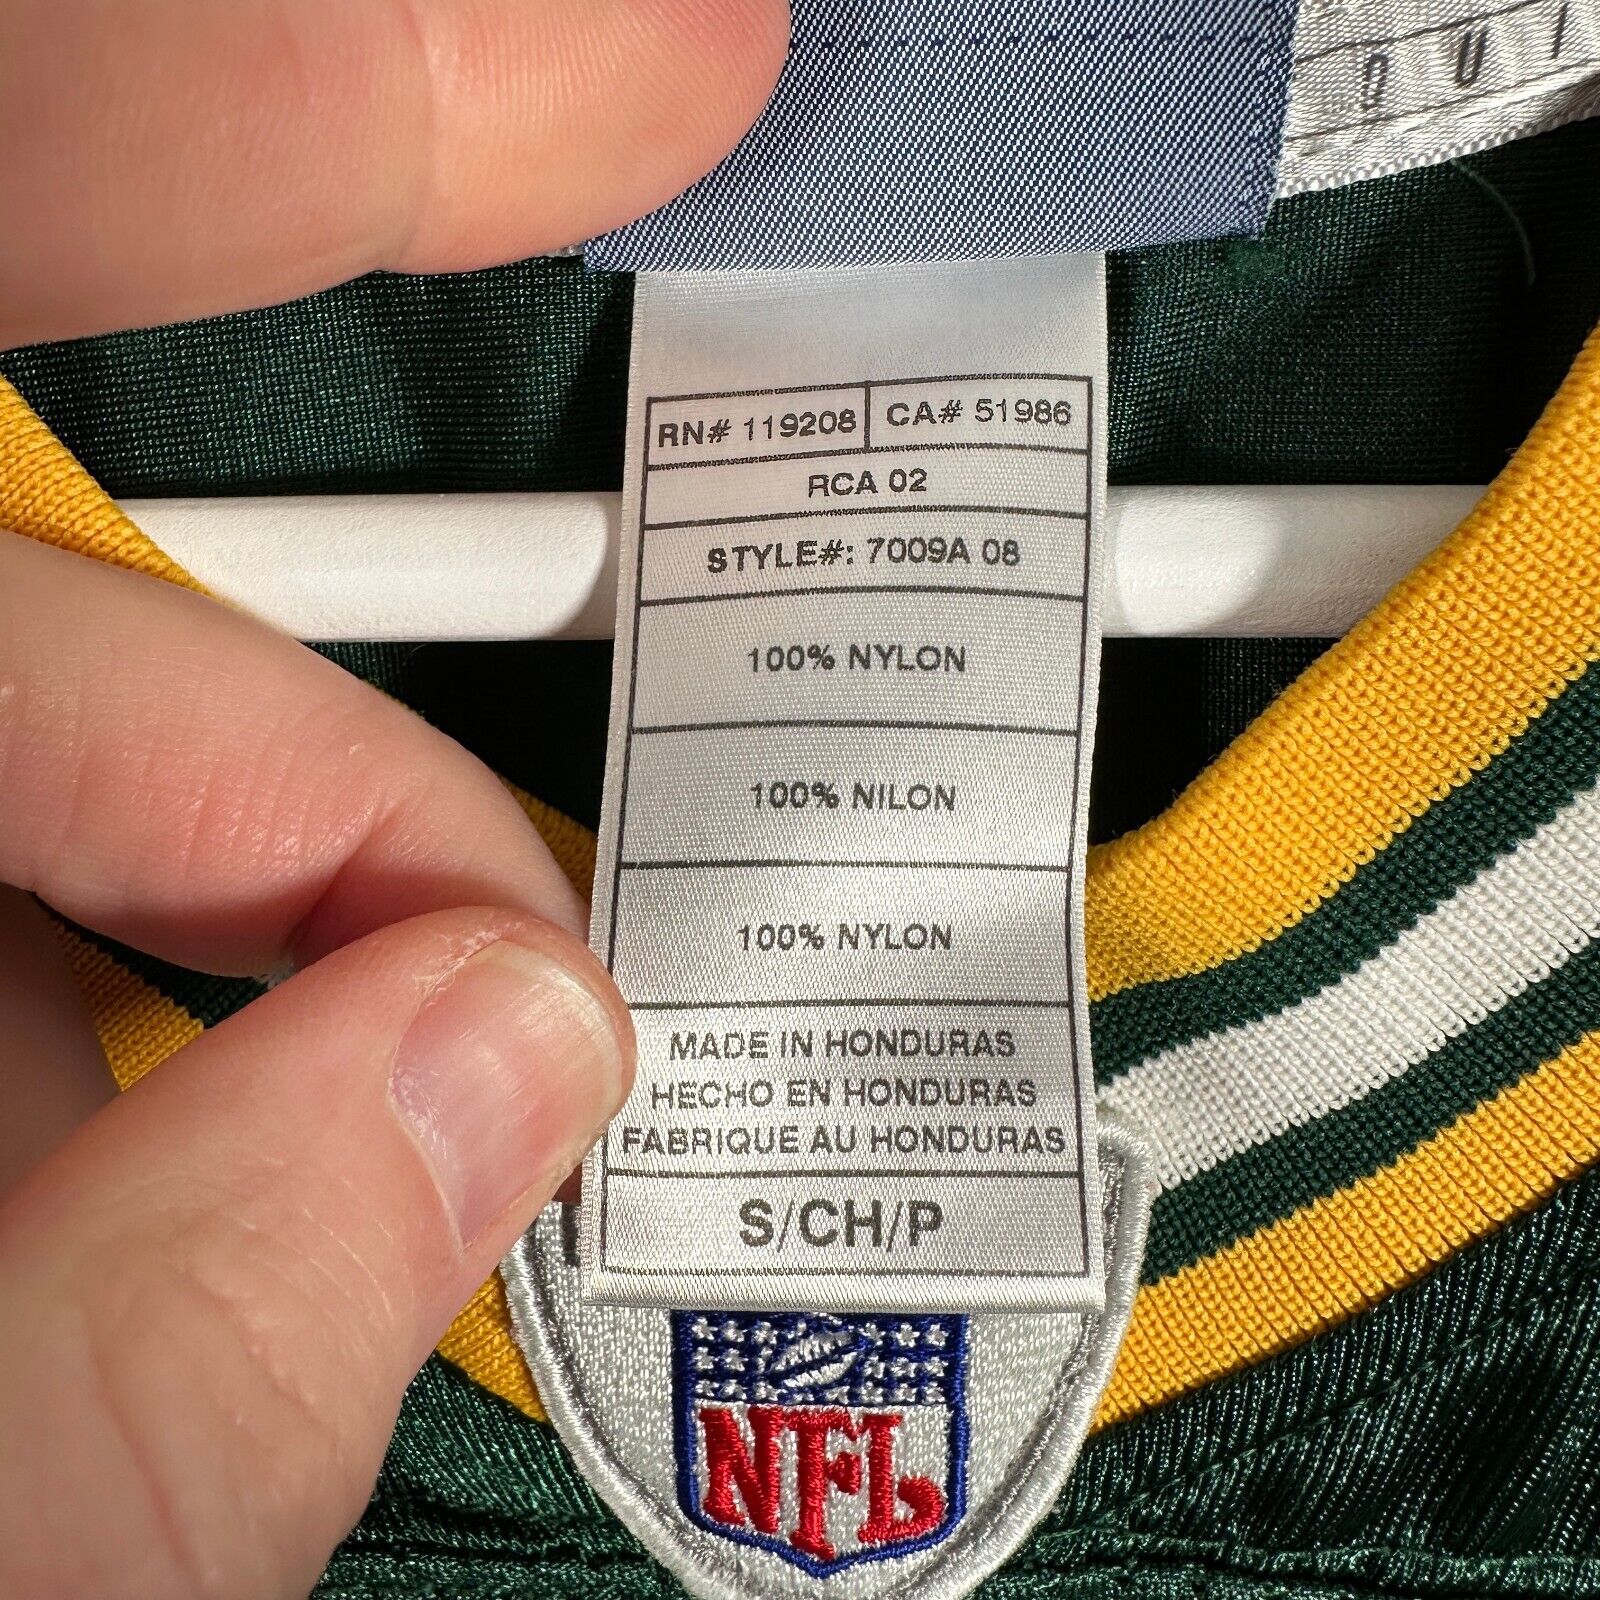 RN# 119208 CA# 51986
RCA 02
STYLE#: 7009A 08
100% NYLON
100% NILON
100% NYLON
MADE IN HONDURAS
HECHO EN HONDURAS
FABRIQUE AU HONDURAS
S/CH/P
NFL